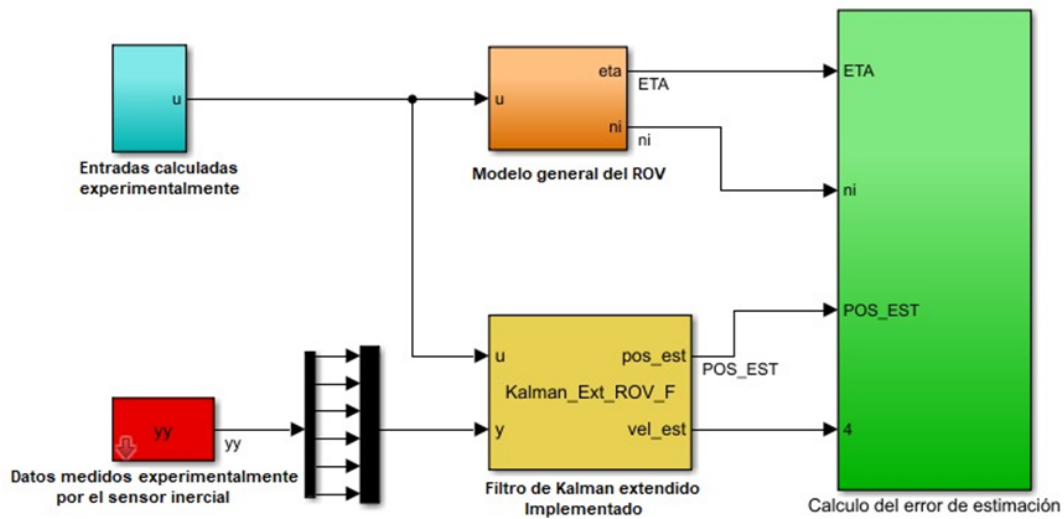 u
Entradas calculadas
experimentalmente
u
eta
ni
ETA
ni
Modelo general del ROV
ETA
ni
POS_EST
4
Calculo del error de estimación
yy
yy
Datos medidos experimentalmente
por el sensor inercial
u
y
pos_est
Kalman_Ext_ROV_F
vel_est
POS_EST
Filtro de Kalman extendido
Implementado